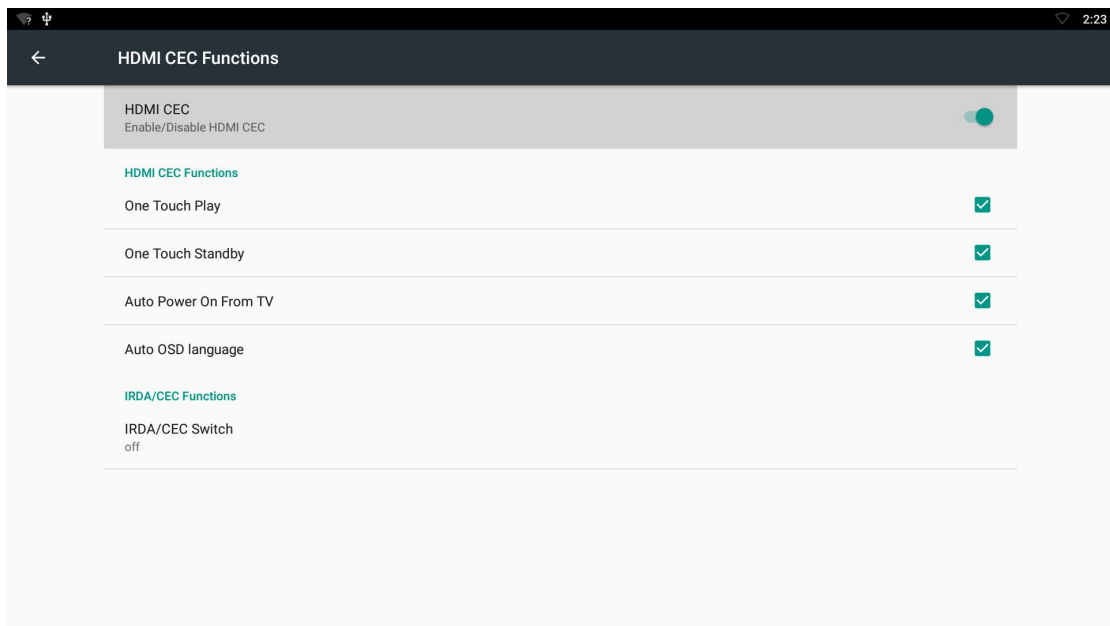 2:23
HDMI CEC Functions
HDMI CEC
Enable/Disable HDMI CEC
HDMI CEC Functions
One Touch Play
One Touch Standby
Auto Power On From TV
Auto OSD language
IRDA/CEC Functions
IRDA/CEC Switch
off